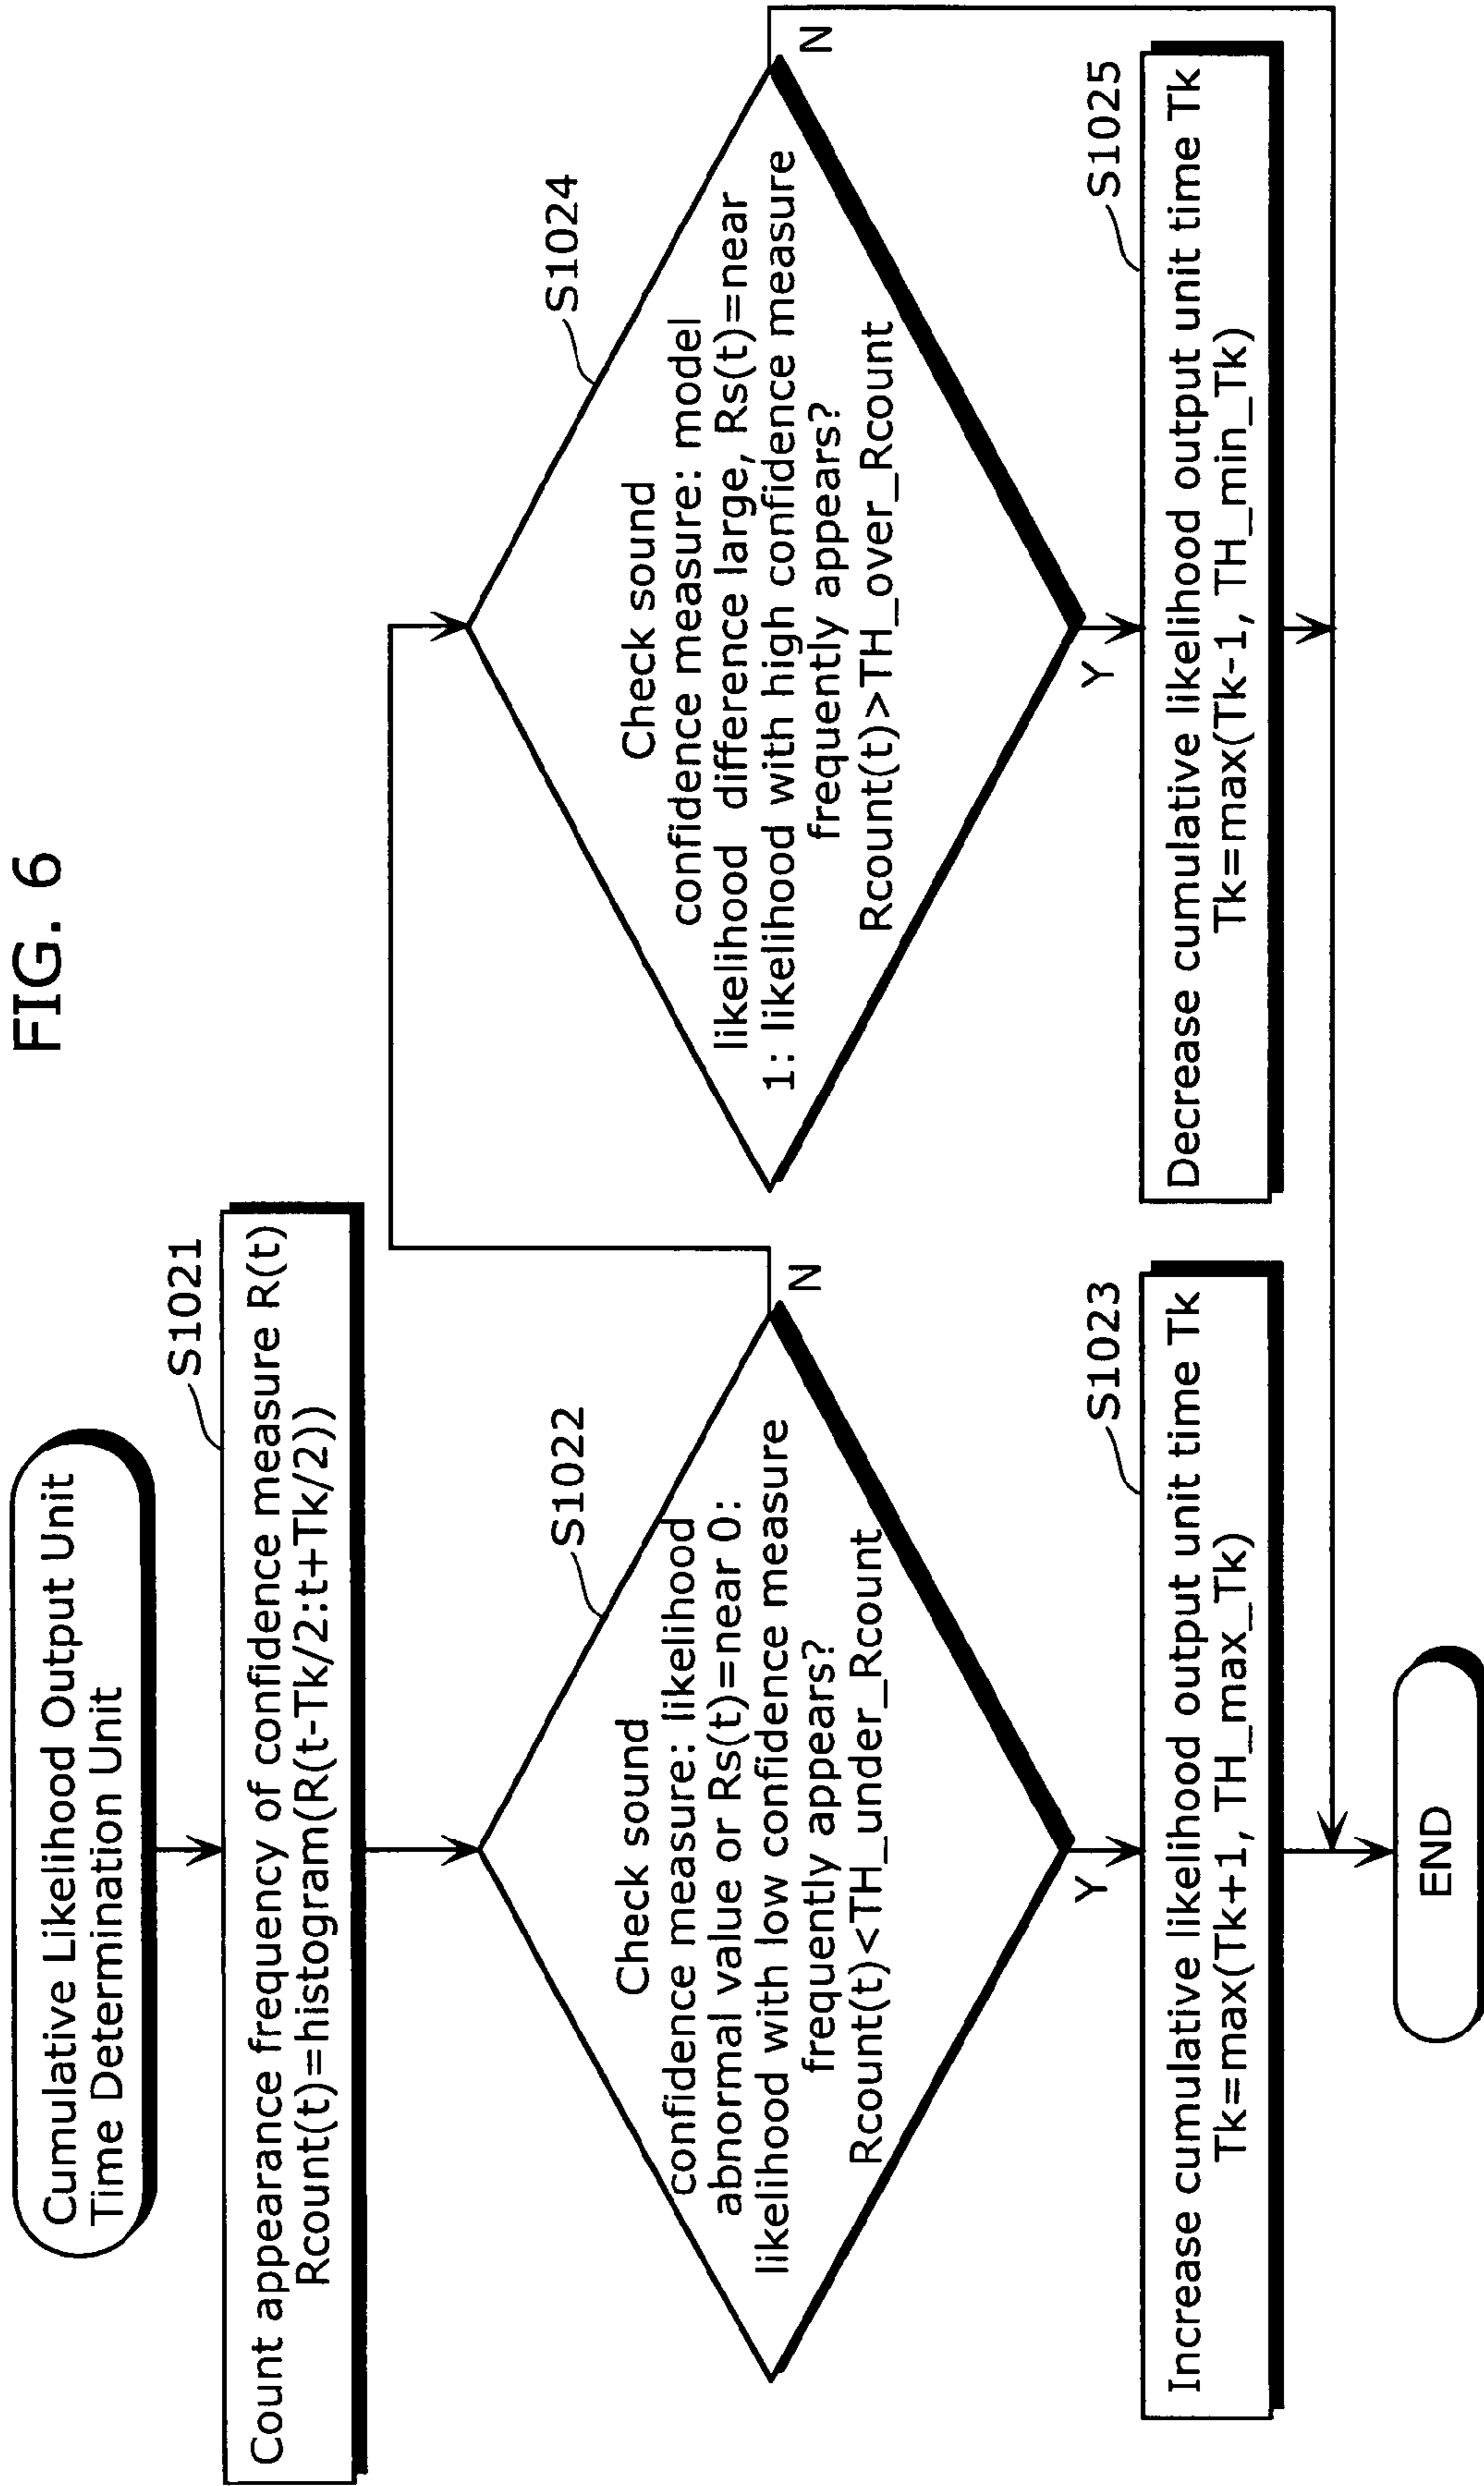 FIG. 6
Cumulative Likelihood Output Unit
Time Determination Unit
S1021
Count appearance frequency of confidence measure R(t)
Rcount(t)=histogram(R(t-Tk/2:t+Tk/2))
S1022
Check sound
confidence measure: likelihood
abnormal value or Rs(t)=near 0:
likelihood with low confidence measure
frequently appears?
Rcount(t)<TH_under_Rcount
N
Y
S1023
Increase cumulative likelihood output unit time Tk
Tk=max(Tk+1, TH_max_Tk)
S1024
Check sound
confidence measure: model
likelihood difference large, Rs(t)=near
1: likelihood with high confidence measure
frequently appears?
Rcount(t)>TH_over_Rcount
N
Y
S1025
Decrease cumulative likelihood output unit time Tk
Tk=max(Tk-1, TH_min_Tk)
END